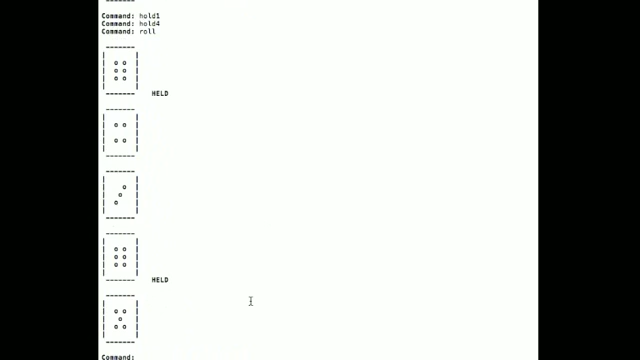 Command: hold1
Command: hold4
Command: roll
HELD
HELD
Command: